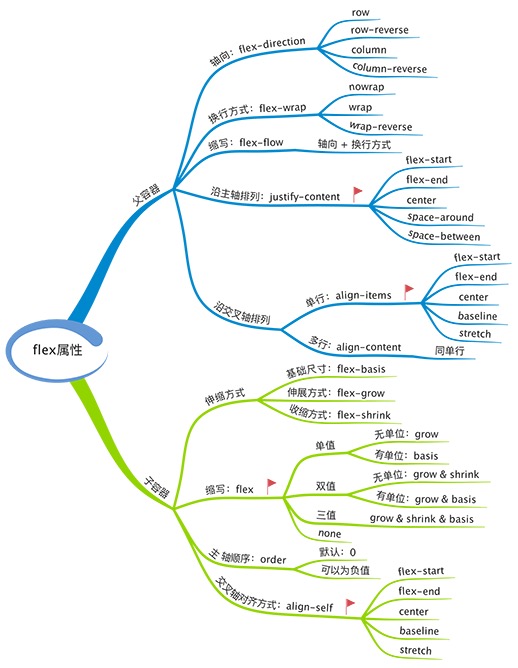 flex属性
父容器
轴向：flex-direction
row
row-reverse
column
column-reverse
换行方式：flex-wrap
nowrap
wrap
wrap-reverse
缩写：flex-flow
轴向 + 换行方式
沿主轴排列：justify-content
flex-start
flex-end
center
space-around
space-between
沿交叉轴排列
单行：align-items
flex-start
flex-end
center
baseline
stretch
多行：align-content
同单行
子容器
伸缩方式
基础尺寸：flex-basis
伸展方式：flex-grow
收缩方式：flex-shrink
缩写：flex
单值
无单位：grow
有单位：basis
双值
无单位：grow & shrink
有单位：grow & basis
三值
grow & shrink & basis
none
主 轴顺序：order
默认：0
可以为负值
交叉轴对齐方式：align-self
flex-start
flex-end
center
baseline
stretch